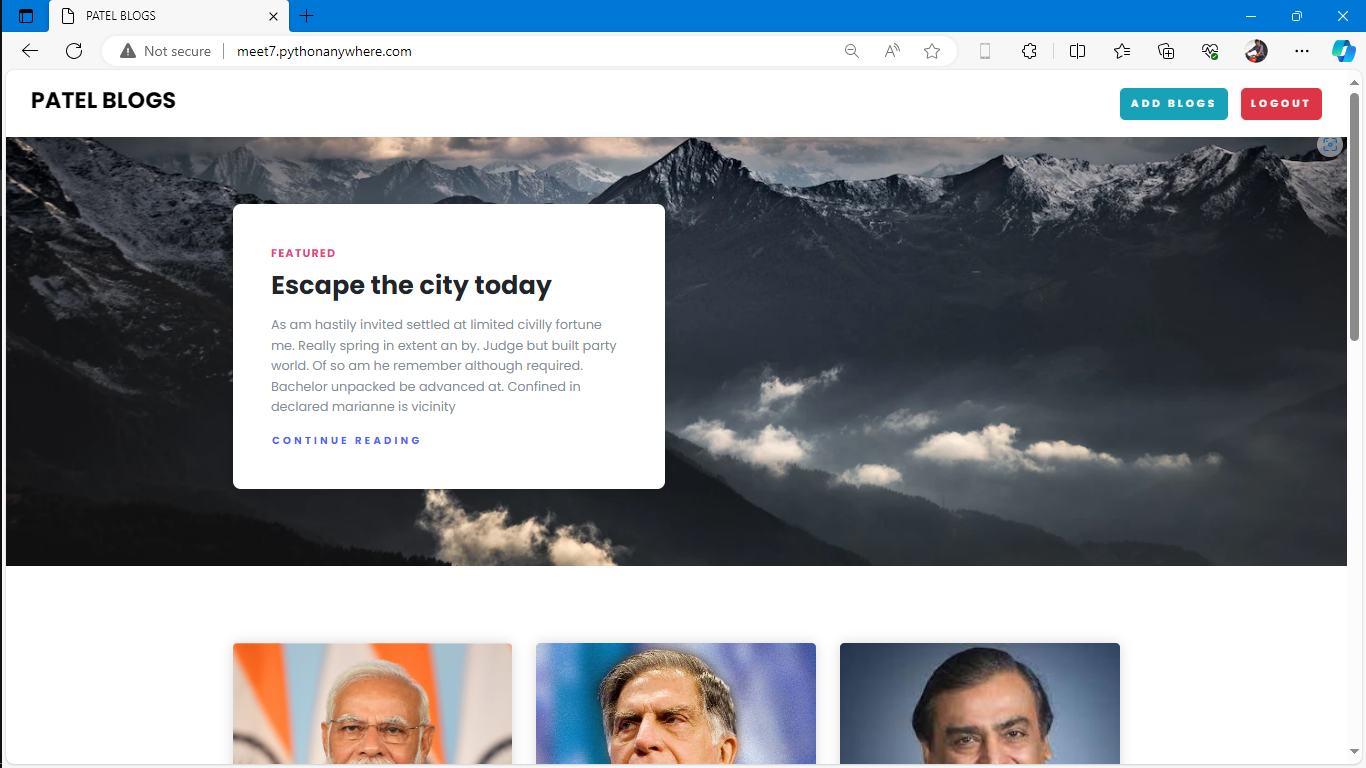 PATEL BLOGS
Not secure
meet7.pythonanywhere.com
PATEL BLOGS
ADD BLOGS
LOGOUT
FEATURED
Escape the city today
As am hastily invited settled at limited civilly fortune
me. Really spring in extent an by. Judge but built party
world. Of so am he remember although required.
Bachelor unpacked be advanced at. Confined in
declared marianne is vicinity
CONTINUE READING